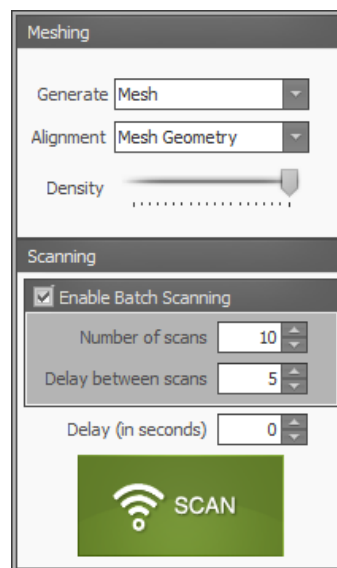 Meshing
Generate Mesh
Alignment Mesh Geometry
Density
Scanning
Enable Batch Scanning
Number of scans 10
Delay between scans 5
Delay (in seconds) 0
SCAN